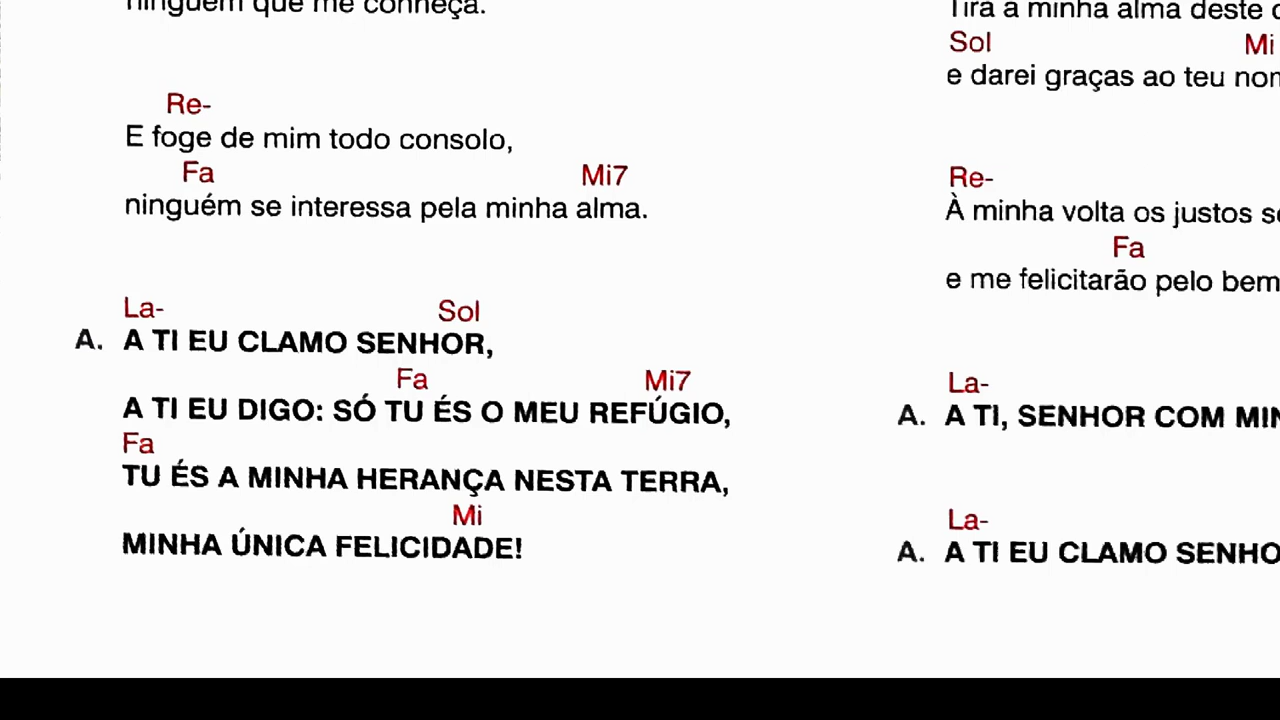 ninguém que me conheça.
Re-
E foge de mim todo consolo,
Fa Mi7
ninguém se interessa pela minha alma.
La- Sol
A. A TI EU CLAMO SENHOR,
Fa Mi7
A TI EU DIGO: SÓ TU ÉS O MEU REFÚGIO,
Fa
TU ÉS A MINHA HERANÇA NESTA TERRA,
Mi
MINHA ÚNICA FELICIDADE!
Tira a minha alma deste
Sol Mi
e darei graças ao teu
Re-
À minha volta os justos
Fa
e me felicitarão pelo bem
La-
A. A TI, SENHOR COM
La-
A. A TI EU CLAMO